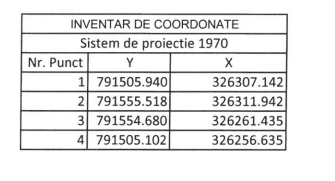 INVENTAR DE COORDONATE
Sistem de proiectie 1970
Nr. Punct Y X
1 791505.940 326307.142
2 791555.518 326311.942
3 791554.680 326261.435
4 791505.102 326256.635